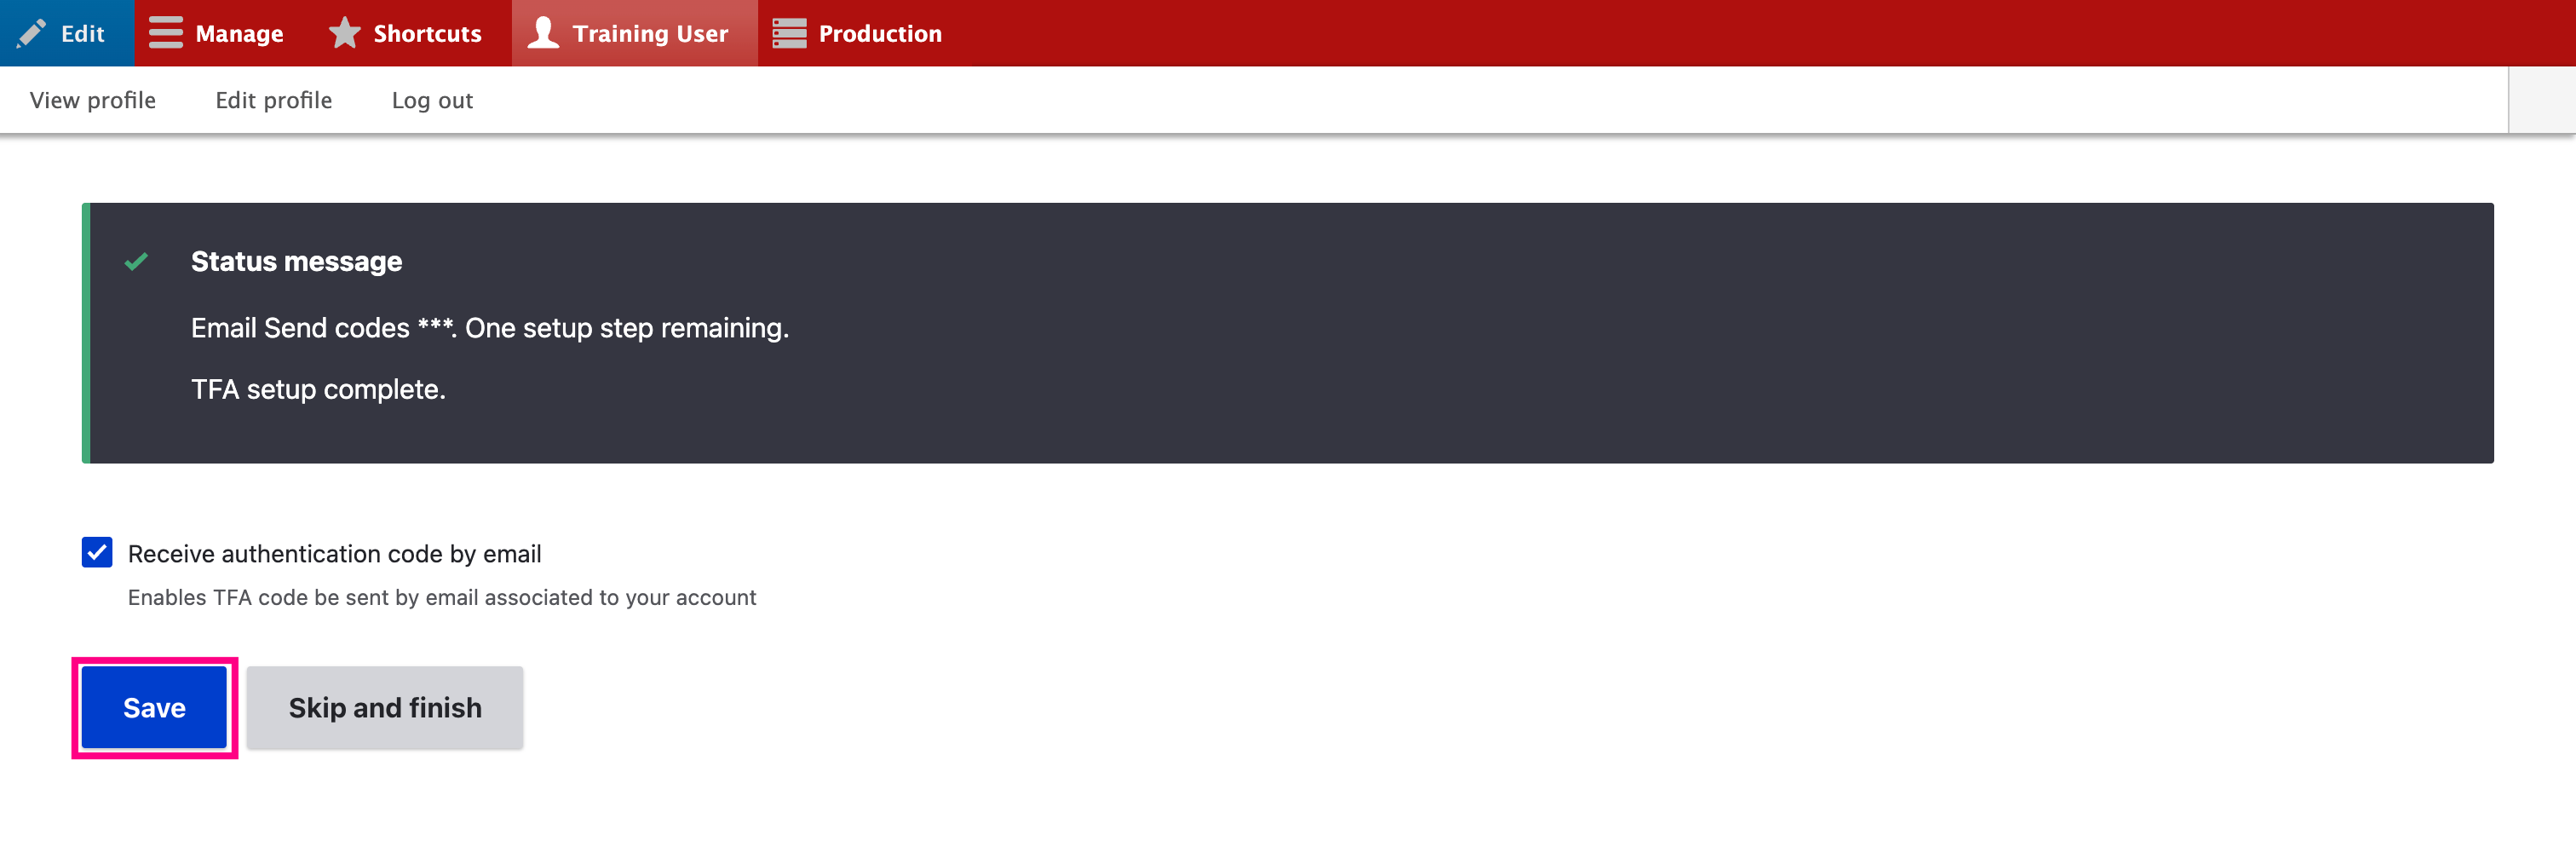 Edit Manage Shortcuts Training User Production
View profile Edit profile Log out
Status message
Email Send codes ***. One setup step remaining.
TFA setup complete.
Receive authentication code by email
Enables TFA code be sent by email associated to your account
Save Skip and finish